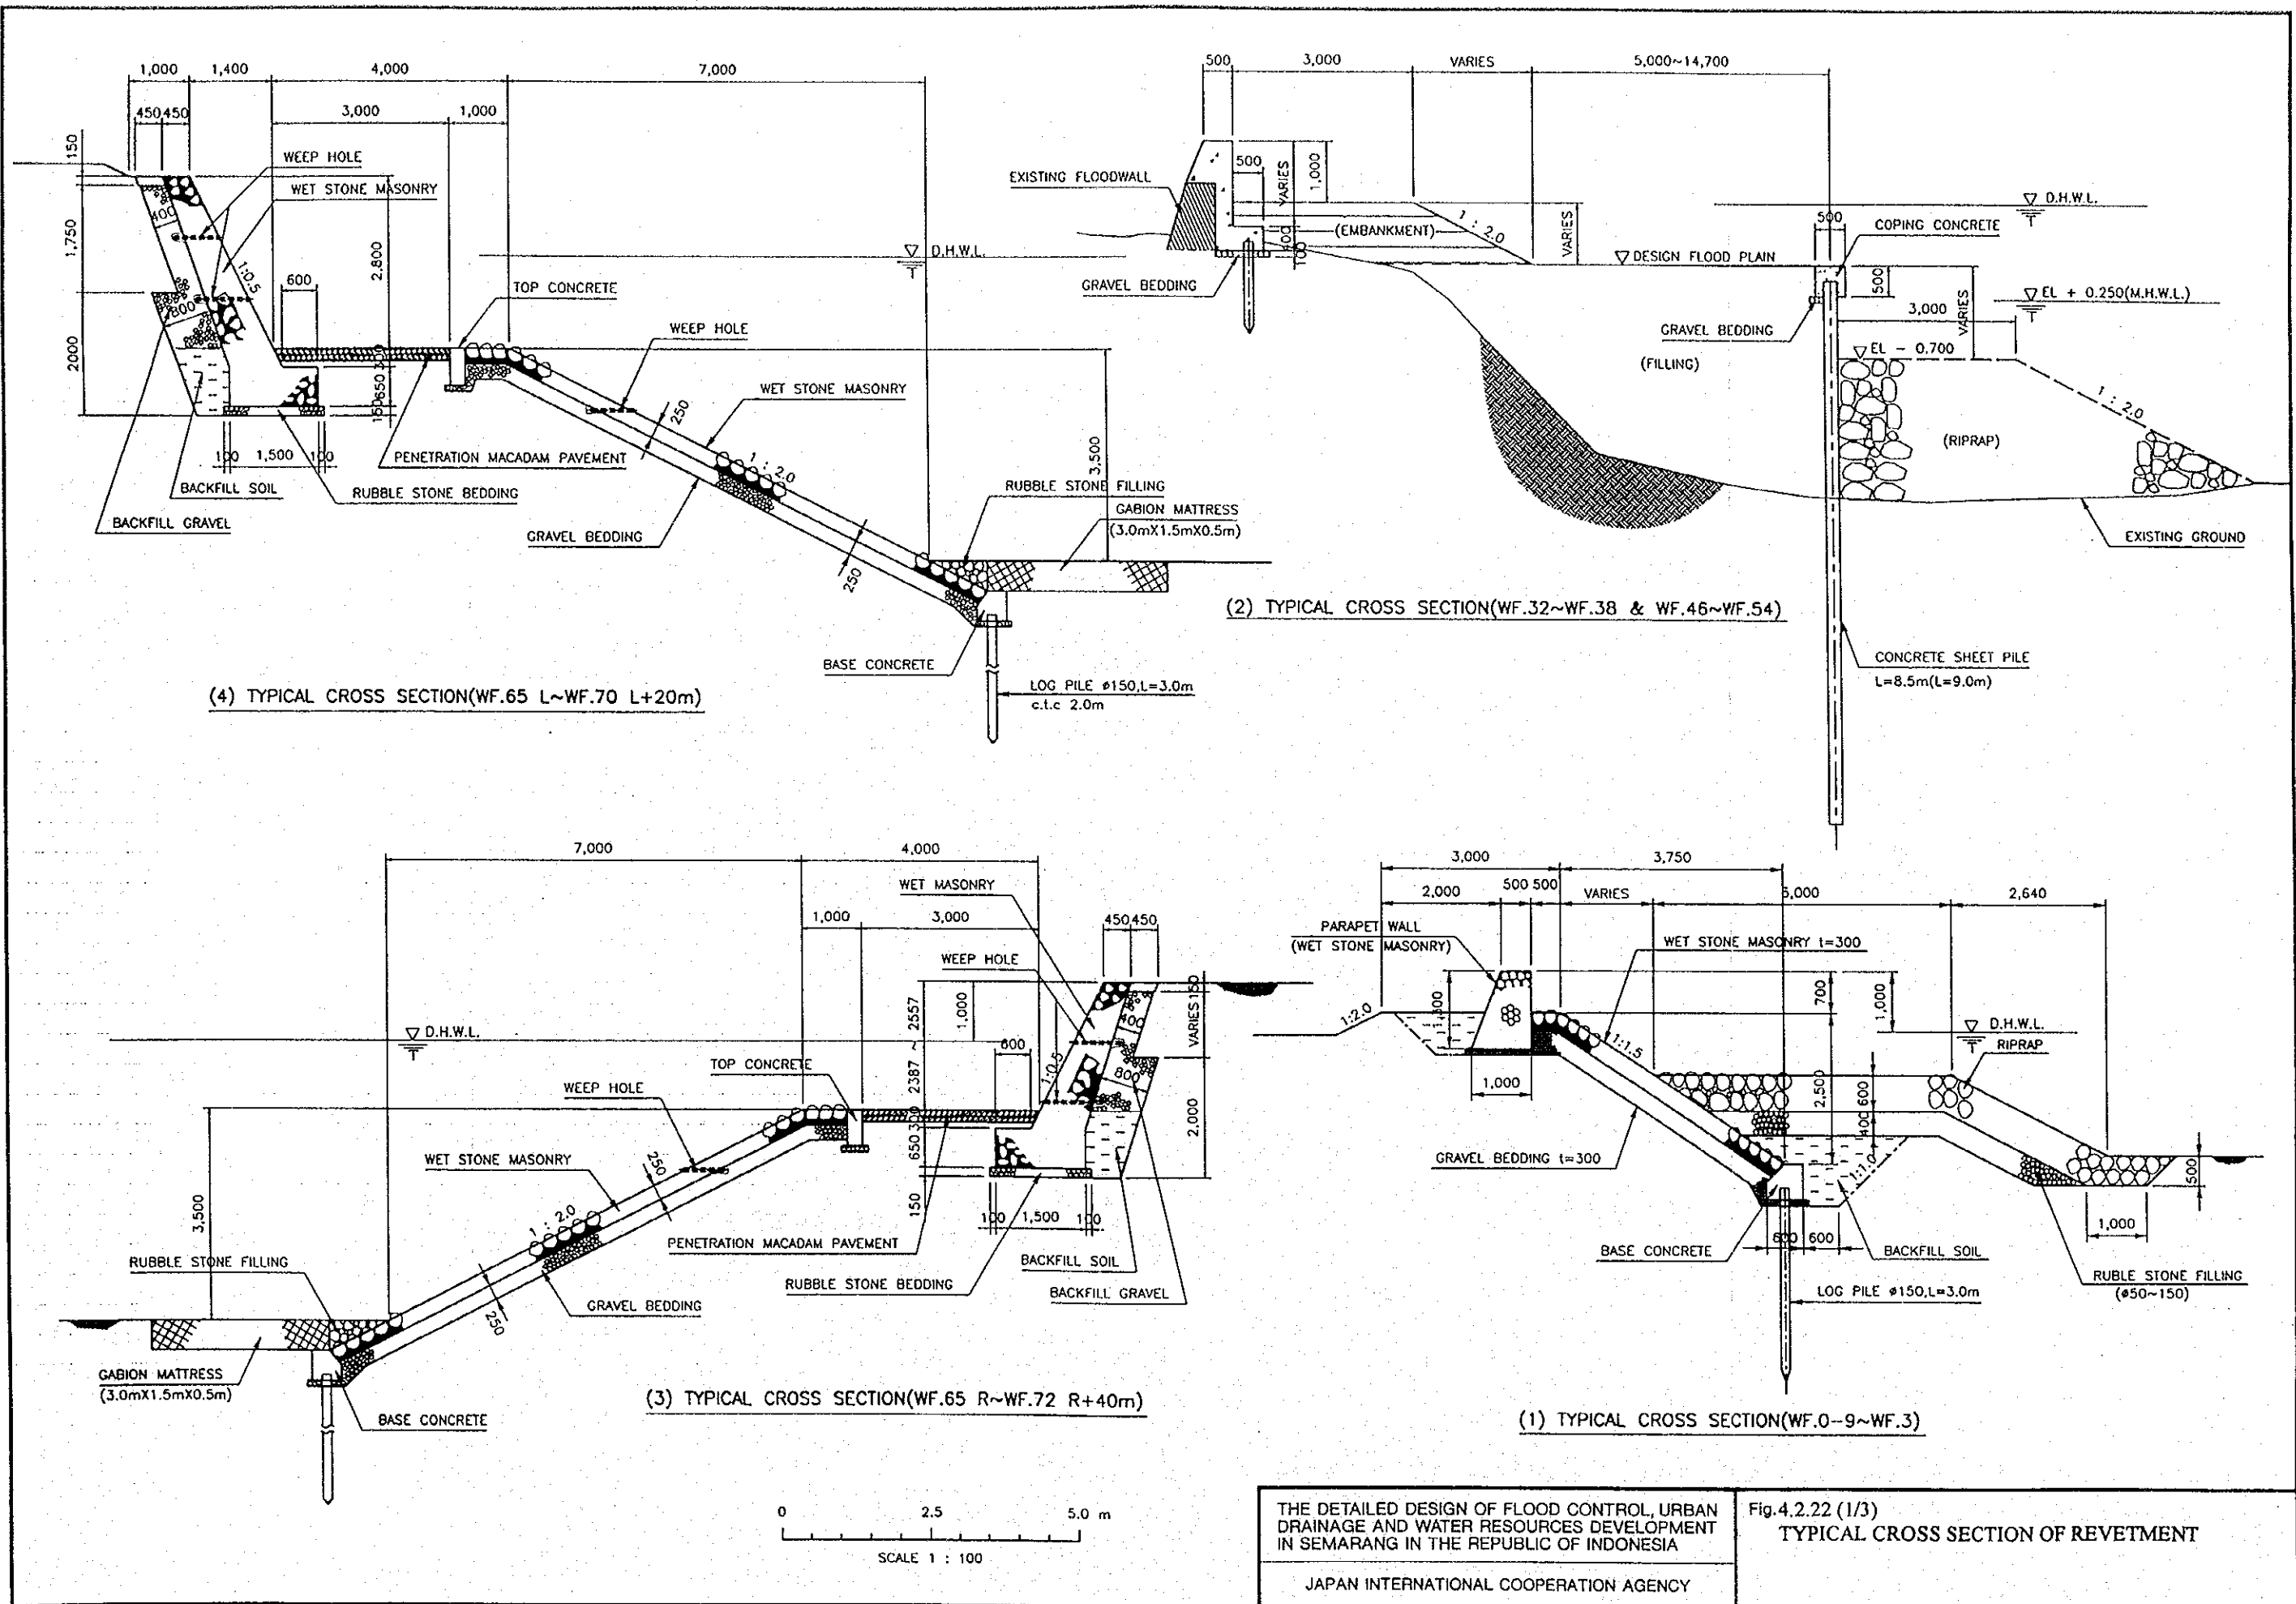 1,000 1,400 4,000 7,000
3,000 1,000
450 450
150
WEEP HOLE
WET STONE MASONRY
400
1,750
2,800
1:0.5
600
D.H.W.L.
TOP CONCRETE
800
WEEP HOLE
2000
300
650
150
WET STONE MASONRY
250
3,500
100 1,500 100
PENETRATION MACADAM PAVEMENT
1 : 2.0
BACKFILL SOIL
RUBBLE STONE BEDDING
RUBBLE STONE FILLING
BACKFILL GRAVEL
GABION MATTRESS
(3.0mX1.5mX0.5m)
GRAVEL BEDDING
250
BASE CONCRETE
LOG PILE ø150,L=3.0m
c.t.c 2.0m
(4) TYPICAL CROSS SECTION(WF.65 L~WF.70 L+20m)
500 3,000 VARIES 5,000~14,700
EXISTING FLOODWALL
500
VARIES
1,000
D.H.W.L.
500
COPING CONCRETE
(EMBANKMENT)
1 : 2.0
VARIES
400
DESIGN FLOOD PLAIN
GRAVEL BEDDING
500
EL + 0.250(M.H.W.L.)
3,000
VARIES
GRAVEL BEDDING
(FILLING)
EL - 0.700
1 : 2.0
(RIPRAP)
EXISTING GROUND
(2) TYPICAL CROSS SECTION(WF.32~WF.38 & WF.46~WF.54)
CONCRETE SHEET PILE
L=8.5m(L=9.0m)
7,000 4,000
WET MASONRY
1,000 3,000
450 450
WEEP HOLE
D.H.W.L.
2387 ~ 2557
1,000
VARIES
150
400
600
TOP CONCRETE
1:0.5
800
WEEP HOLE
300
650
2,000
WET STONE MASONRY
250
3,500
150
100 1,500 100
1 : 2.0
PENETRATION MACADAM PAVEMENT
RUBBLE STONE FILLING
BACKFILL SOIL
RUBBLE STONE BEDDING
BACKFILL GRAVEL
GRAVEL BEDDING
250
GABION MATTRESS
(3.0mX1.5mX0.5m)
BASE CONCRETE
(3) TYPICAL CROSS SECTION(WF.65 R~WF.72 R+40m)
3,000 3,750
2,000 500 500 VARIES 5,000 2,640
PARAPET WALL
(WET STONE MASONRY)
WET STONE MASONRY t=300
1:2.0
700
1,000
D.H.W.L.
RIPRAP
1:1.5
1,000
2,500
600
400
GRAVEL BEDDING t=300
1:1.0
500
1,000
BASE CONCRETE
600 600
BACKFILL SOIL
RUBLE STONE FILLING
(ø50~150)
LOG PILE ø150,L=3.0m
(1) TYPICAL CROSS SECTION(WF.0-9~WF.3)
0 2.5 5.0 m
SCALE 1 : 100
THE DETAILED DESIGN OF FLOOD CONTROL, URBAN
DRAINAGE AND WATER RESOURCES DEVELOPMENT
IN SEMARANG IN THE REPUBLIC OF INDONESIA
JAPAN INTERNATIONAL COOPERATION AGENCY
Fig.4.2.22 (1/3)
TYPICAL CROSS SECTION OF REVETMENT